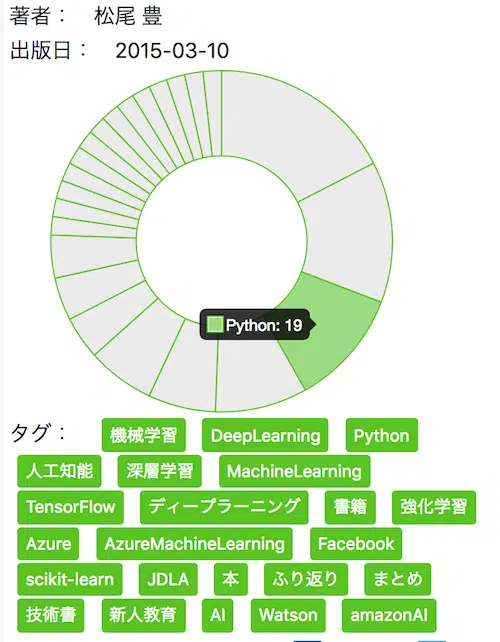 著者： 松尾 豊
出版日： 2015-03-10
Python: 19
タグ： 機械学習 DeepLearning Python
人工知能 深層学習 MachineLearning
TensorFlow ディープラーニング 書籍 強化学習
Azure AzureMachineLearning Facebook
scikit-learn JDLA 本 ふり返り まとめ
技術書 新人教育 AI Watson amazonAI